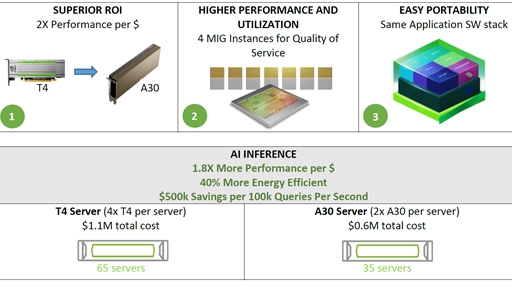 SUPERIOR ROI
2X Performance per $
T4
A30
1
HIGHER PERFORMANCE AND
UTILIZATION
4 MIG Instances for Quality of
Service
2
EASY PORTABILITY
Same Application SW stack
3
AI INFERENCE
1.8X More Performance per $
40% More Energy Efficient
$500k Savings per 100k Queries Per Second
T4 Server (4x T4 per server)
$1.1M total cost
65 servers
A30 Server (2x A30 per server)
$0.6M total cost
35 servers